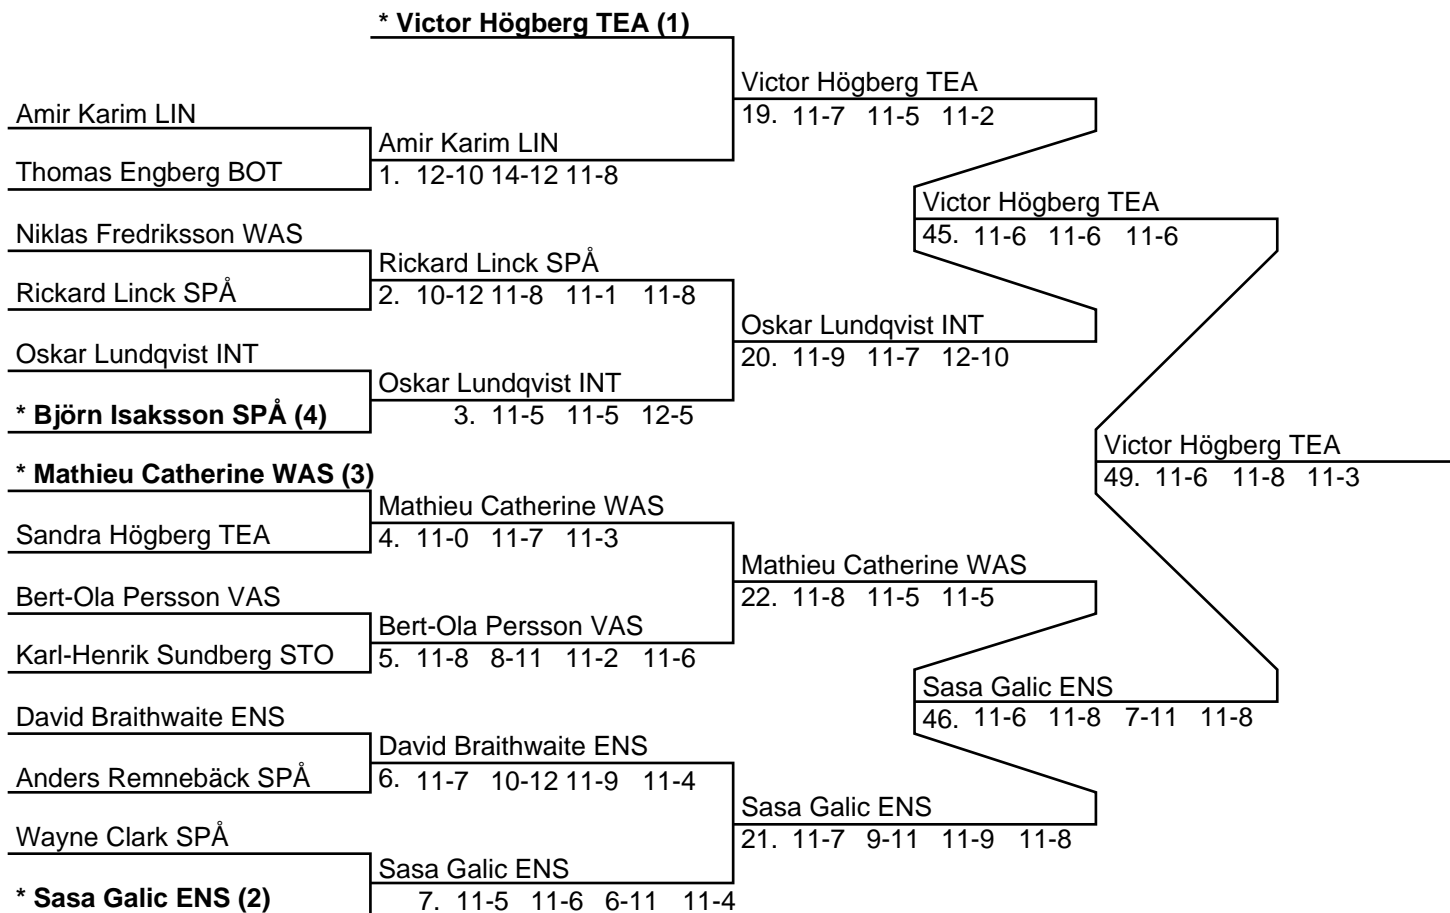 * Victor Högberg TEA (1)
Victor Högberg TEA
19. 11-7 11-5 11-2
Amir Karim LIN
Amir Karim LIN
Thomas Engberg BOT
1. 12-10 14-12 11-8
Victor Högberg TEA
45. 11-6 11-6 11-6
Niklas Fredriksson WAS
Rickard Linck SPÅ
Rickard Linck SPÅ
2. 10-12 11-8 11-1 11-8
Oskar Lundqvist INT
20. 11-9 11-7 12-10
Oskar Lundqvist INT
Oskar Lundqvist INT
* Björn Isaksson SPÅ (4)
3. 11-5 11-5 12-5
Victor Högberg TEA
49. 11-6 11-8 11-3
* Mathieu Catherine WAS (3)
Mathieu Catherine WAS
Sandra Högberg TEA
4. 11-0 11-7 11-3
Mathieu Catherine WAS
22. 11-8 11-5 11-5
Bert-Ola Persson VAS
Bert-Ola Persson VAS
Karl-Henrik Sundberg STO
5. 11-8 8-11 11-2 11-6
Sasa Galic ENS
46. 11-6 11-8 7-11 11-8
David Braithwaite ENS
David Braithwaite ENS
Anders Remnebäck SPÅ
6. 11-7 10-12 11-9 11-4
Sasa Galic ENS
21. 11-7 9-11 11-9 11-8
Wayne Clark SPÅ
Sasa Galic ENS
* Sasa Galic ENS (2)
7. 11-5 11-6 6-11 11-4